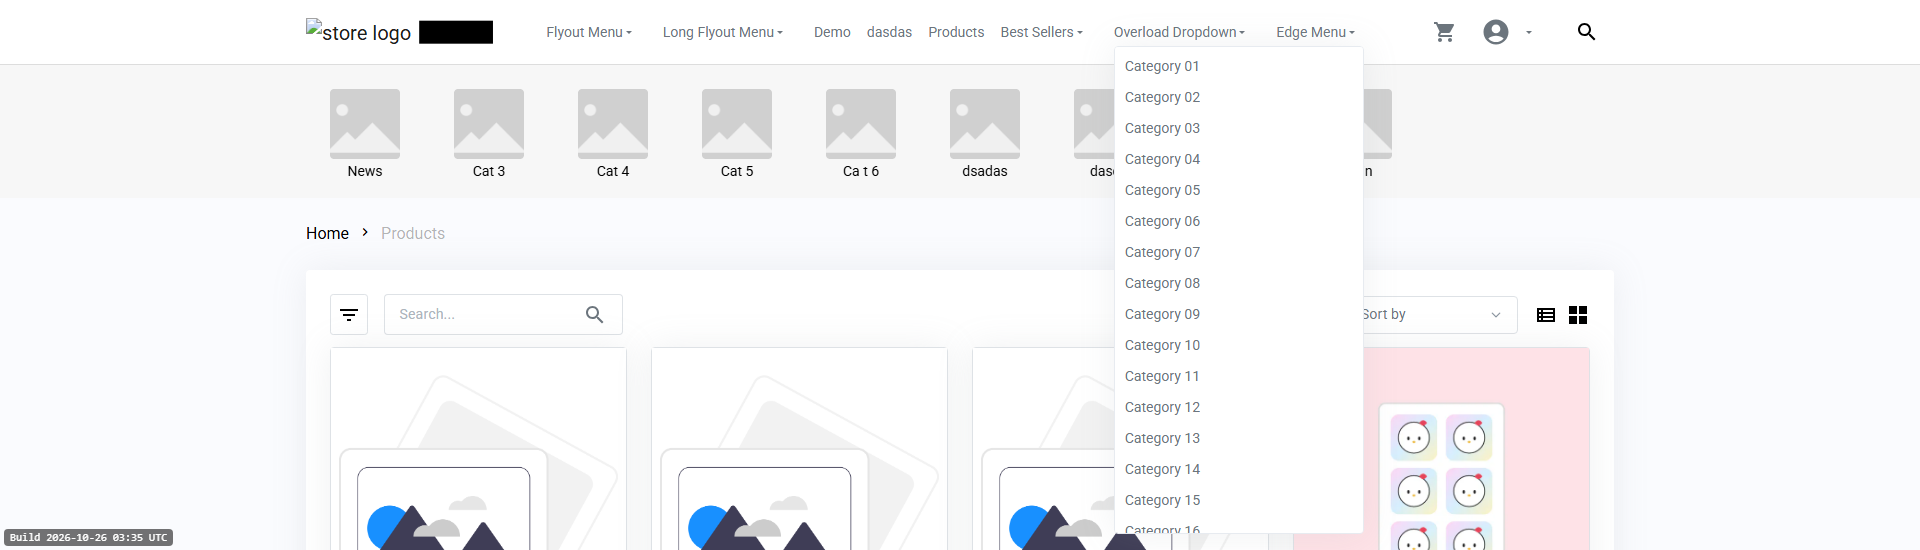 store logo
Flyout Menu
Long Flyout Menu
Demo
dasdas
Products
Best Sellers
Overload Dropdown
Edge Menu
Category 01
Category 02
Category 03
Category 04
Category 05
Category 06
Category 07
Category 08
Category 09
Category 10
Category 11
Category 12
Category 13
Category 14
Category 15
Category 16
News
Cat 3
Cat 4
Cat 5
Ca t 6
dsadas
Home
Products
Search...
Sort by
Build 2026-10-26 03:35 UTC